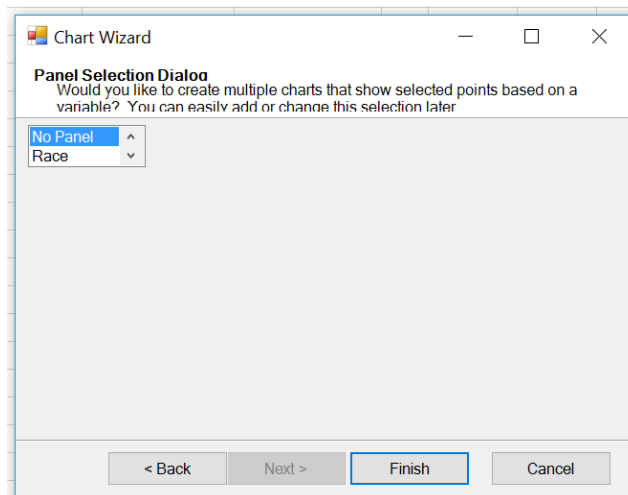 Chart Wizard
Panel Selection Dialog
Would you like to create multiple charts that show selected points based on a
variable? You can easily add or change this selection later
No Panel
Race
< Back Next > Finish Cancel